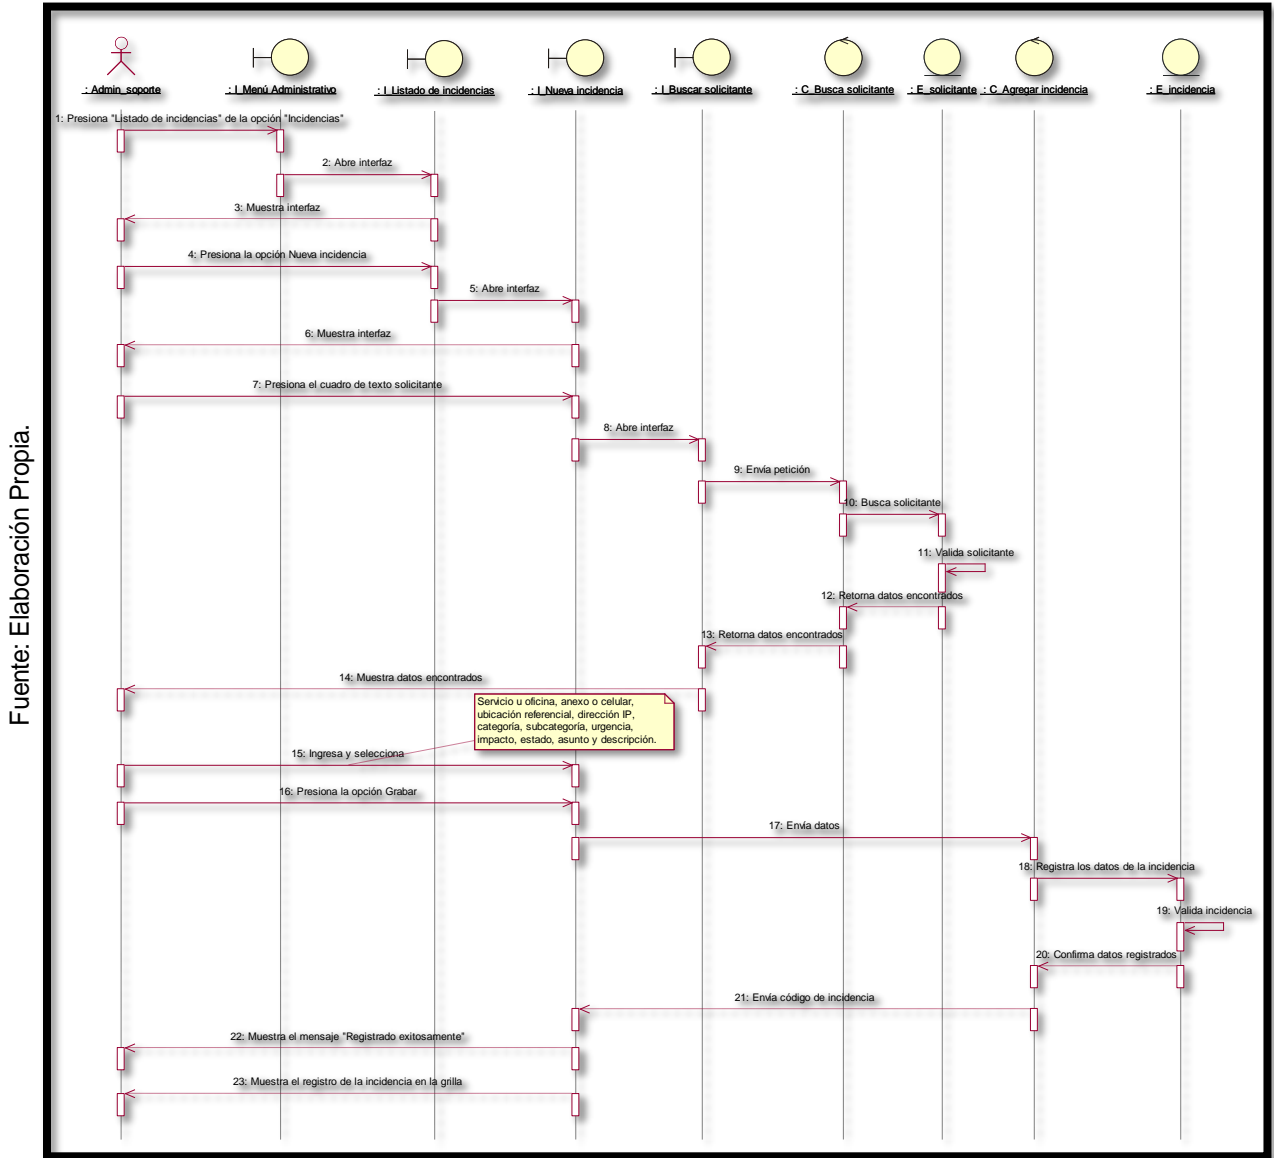 : Admin_soporte
: I_Menú Administrativo
: I_Listado de incidencias
: I_Nueva incidencia
: I_Buscar solicitante
: C_Busca solicitante
: E_solicitante
: C_Agregar incidencia
: E_incidencia
1: Presiona "Listado de incidencias" de la opción "Incidencias"
2: Abre interfaz
3: Muestra interfaz
4: Presiona la opción Nueva incidencia
5: Abre interfaz
6: Muestra interfaz
7: Presiona el cuadro de texto solicitante
8: Abre interfaz
9: Envía petición
10: Busca solicitante
11: Valida solicitante
12: Retorna datos encontrados
13: Retorna datos encontrados
14: Muestra datos encontrados
Servicio u oficina, anexo o celular,
ubicación referencial, dirección IP,
categoría, subcategoría, urgencia,
impacto, estado, asunto y descripción.
15: Ingresa y selecciona
16: Presiona la opción Grabar
17: Envía datos
18: Registra los datos de la incidencia
19: Valida incidencia
20: Confirma datos registrados
21: Envía código de incidencia
22: Muestra el mensaje "Registrado exitosamente"
23: Muestra el registro de la incidencia en la grilla
Fuente: Elaboración Propia.